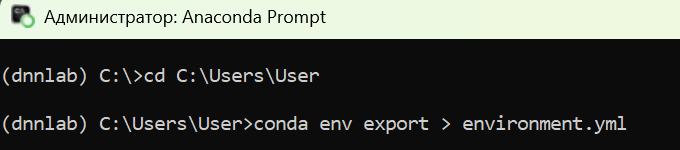 Администратор: Anaconda Prompt
(dnnlab) C:\>cd C:\Users\User
(dnnlab) C:\Users\User>conda env export > environment.yml